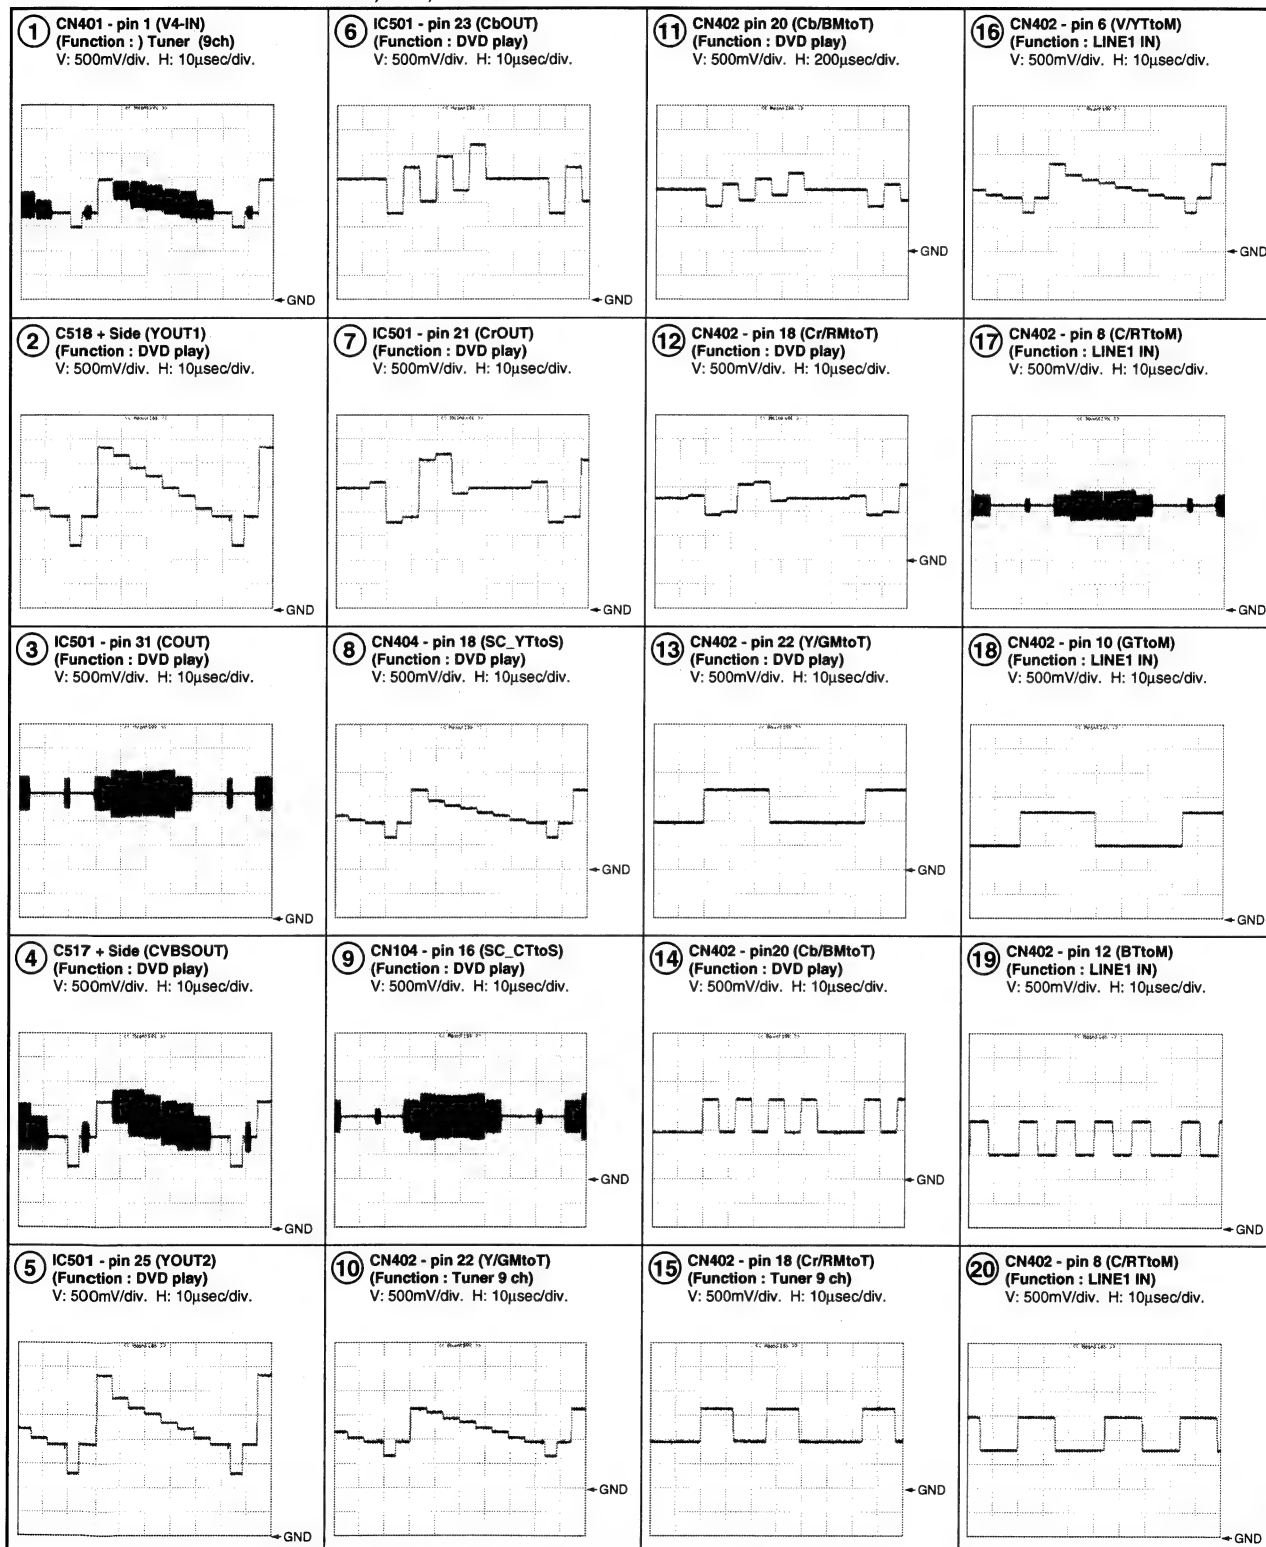 1 CN401 - pin 1 (V4-IN)
(Function : ) Tuner (9ch)
V: 500mV/div. H: 10µsec/div.
GND
2 C518 + Side (YOUT1)
(Function : DVD play)
V: 500mV/div. H: 10µsec/div.
GND
3 IC501 - pin 31 (COUT)
(Function : DVD play)
V: 500mV/div. H: 10µsec/div.
GND
4 C517 + Side (CVBSOUT)
(Function : DVD play)
V: 500mV/div. H: 10µsec/div.
GND
5 IC501 - pin 25 (YOUT2)
(Function : DVD play)
V: 500mV/div. H: 10µsec/div.
GND
6 IC501 - pin 23 (CbOUT)
(Function : DVD play)
V: 500mV/div. H: 10µsec/div.
GND
7 IC501 - pin 21 (CrOUT)
(Function : DVD play)
V: 500mV/div. H: 10µsec/div.
GND
8 CN404 - pin 18 (SC_YTtoS)
(Function : DVD play)
V: 500mV/div. H: 10µsec/div.
GND
9 CN104 - pin 16 (SC_CTtoS)
(Function : DVD play)
V: 500mV/div. H: 10µsec/div.
GND
10 CN402 - pin 22 (Y/GMtoT)
(Function : Tuner 9 ch)
V: 500mV/div. H: 10µsec/div.
GND
11 CN402 pin 20 (Cb/BMtoT)
(Function : DVD play)
V: 500mV/div. H: 200µsec/div.
GND
12 CN402 - pin 18 (Cr/RMtoT)
(Function : DVD play)
V: 500mV/div. H: 10µsec/div.
GND
13 CN402 - pin 22 (Y/GMtoT)
(Function : DVD play)
V: 500mV/div. H: 10µsec/div.
GND
14 CN402 - pin20 (Cb/BMtoT)
(Function : DVD play)
V: 500mV/div. H: 10µsec/div.
GND
15 CN402 - pin 18 (Cr/RMtoT)
(Function : Tuner 9 ch)
V: 500mV/div. H: 10µsec/div.
GND
16 CN402 - pin 6 (V/YTtoM)
(Function : LINE1 IN)
V: 500mV/div. H: 10µsec/div.
GND
17 CN402 - pin 8 (C/RTtoM)
(Function : LINE1 IN)
V: 500mV/div. H: 10µsec/div.
GND
18 CN402 - pin 10 (GTtoM)
(Function : LINE1 IN)
V: 500mV/div. H: 10µsec/div.
GND
19 CN402 - pin 12 (BTtoM)
(Function : LINE1 IN)
V: 500mV/div. H: 10µsec/div.
GND
20 CN402 - pin 8 (C/RTtoM)
(Function : LINE1 IN)
V: 500mV/div. H: 10µsec/div.
GND